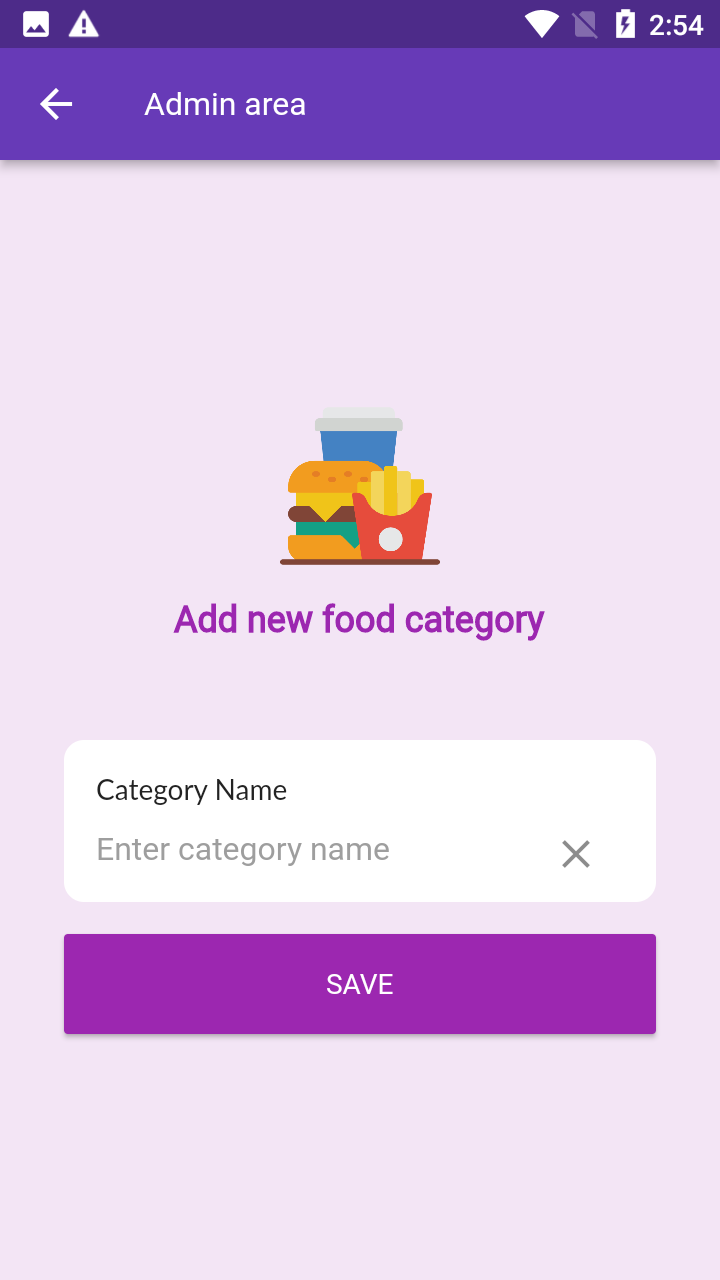 2:54
Admin area
Add new food category
Category Name
Enter category name
SAVE